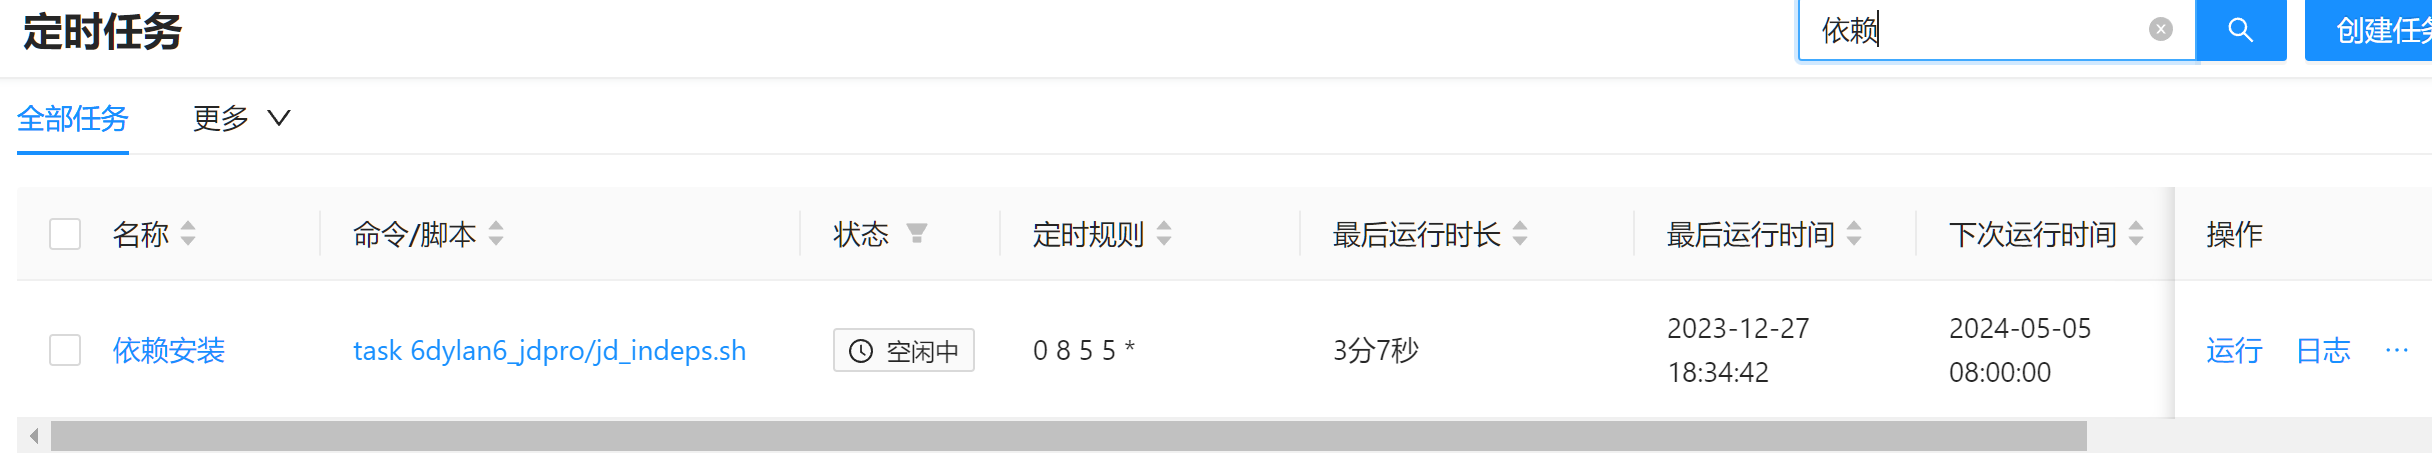 定时任务
依赖
创建任务
全部任务 更多
名称 命令/脚本 状态 定时规则 最后运行时长 最后运行时间 下次运行时间 操作
依赖安装 task 6dylan6_jdpro/jd_indeps.sh 空闲中 0 8 5 5 * 3分7秒 2023-12-27 2024-05-05 运行 日志 ···
18:34:42 08:00:00